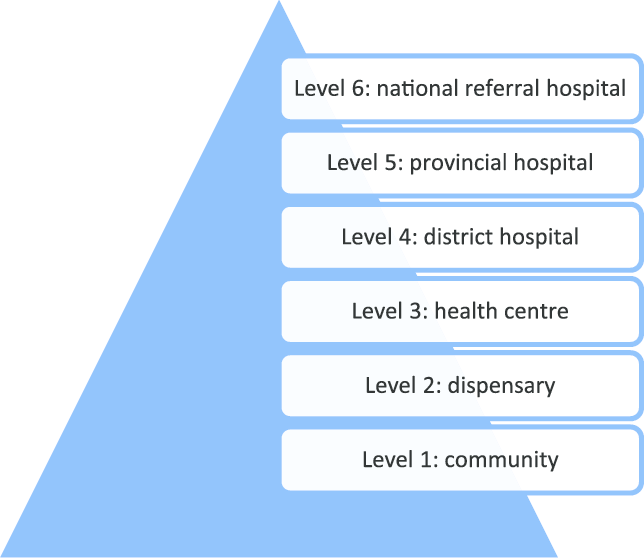 Level 6: national referral hospital
Level 5: provincial hospital
Level 4: district hospital
Level 3: health centre
Level 2: dispensary
Level 1: community